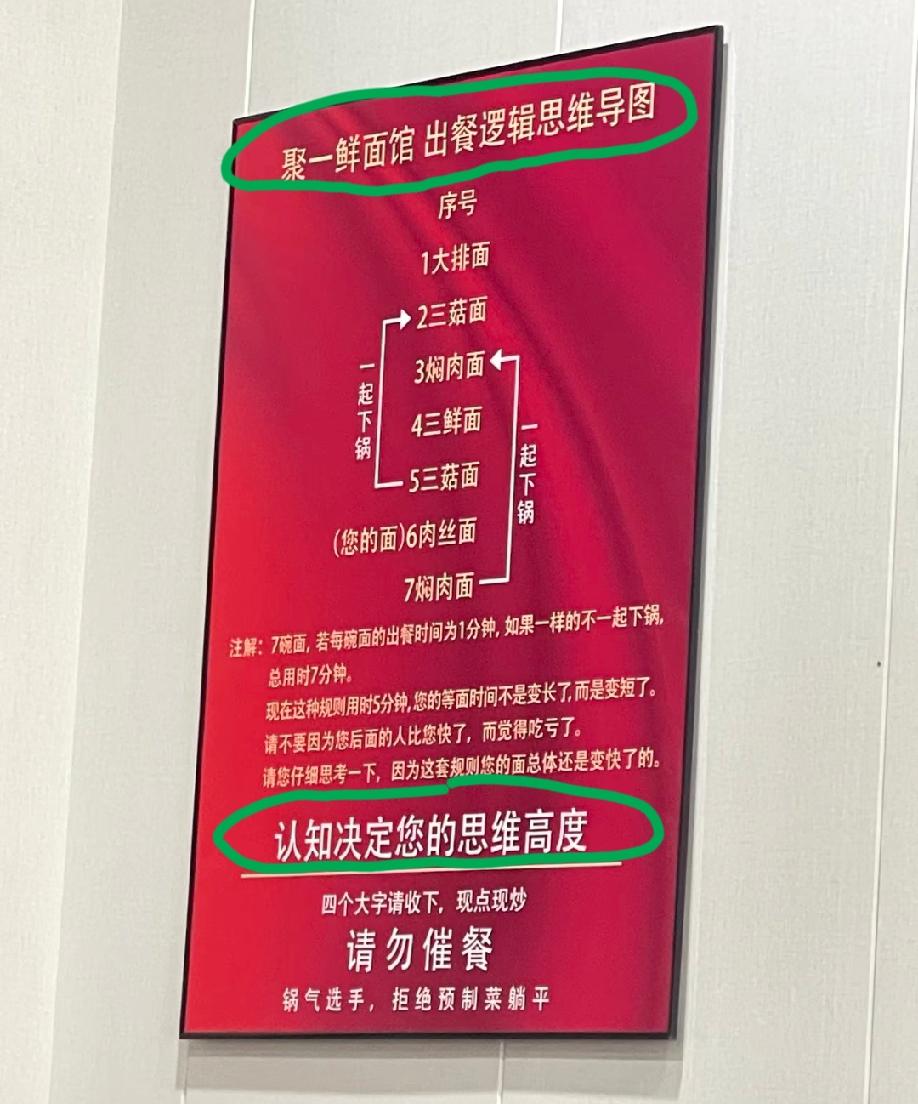 聚一鲜面馆 出餐逻辑思维导图
序号
1大排面
2三菇面
3焖肉面
4三鲜面
5三菇面
(您的面)6肉丝面
7焖肉面
一起下锅
一起下锅
注解：7碗面，若每碗面的出餐时间为1分钟，如果一样的不一起下锅，
总用时7分钟。
现在这种规则用时5分钟，您的等面时间不是变长了，而是变短了。
请不要因为您后面的人比您快了，而觉得吃亏了。
请您仔细思考一下，因为这套规则您的面总体还是变快了的。
认知决定您的思维高度
四个大字请收下，现点现炒
请勿催餐
锅气选手，拒绝预制菜躺平